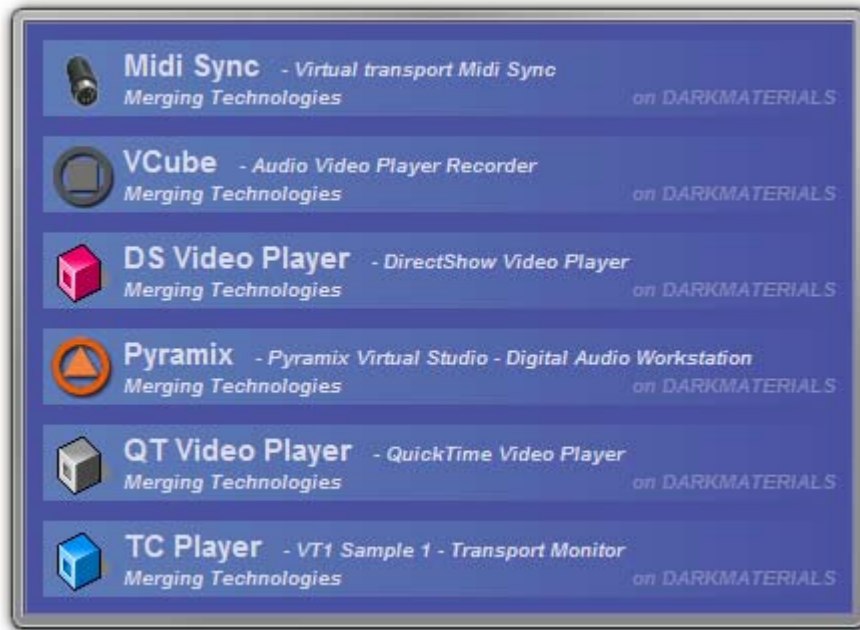 Midi Sync - Virtual transport Midi Sync
Merging Technologies on DARKMATERIALS
VCube - Audio Video Player Recorder
Merging Technologies on DARKMATERIALS
DS Video Player - DirectShow Video Player
Merging Technologies on DARKMATERIALS
Pyramix - Pyramix Virtual Studio - Digital Audio Workstation
Merging Technologies on DARKMATERIALS
QT Video Player - QuickTime Video Player
Merging Technologies on DARKMATERIALS
TC Player - VT1 Sample 1 - Transport Monitor
Merging Technologies on DARKMATERIALS